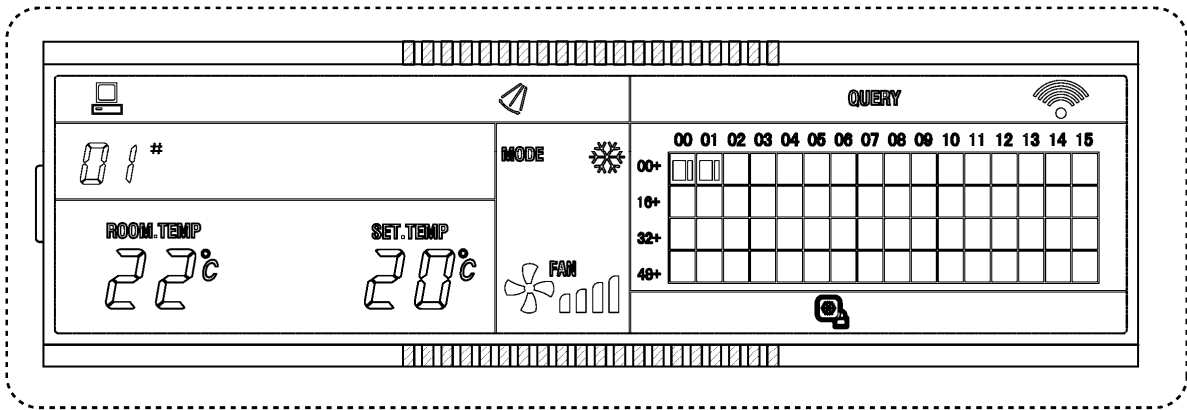 QUERY
01 #
MODE
00 01 02 03 04 05 06 07 08 09 10 11 12 13 14 15
00+
16+
32+
48+
ROOM.TEMP
22°C
SET.TEMP
20°C
FAN